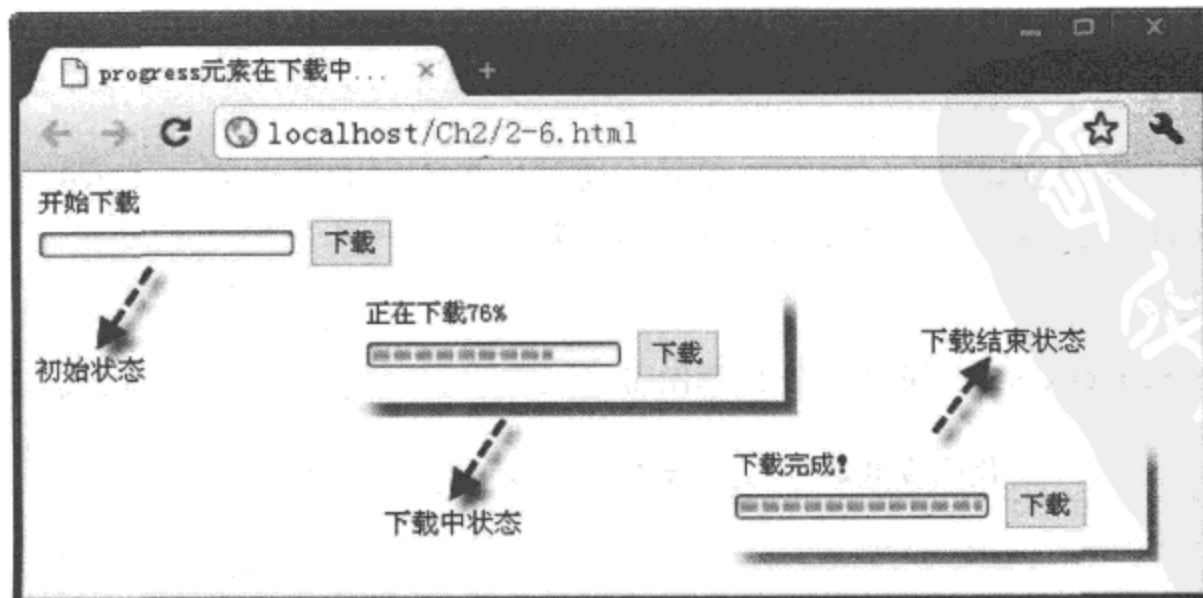 progress元素在下载中...
localhost/Ch2/2-6.html
开始下载
下载
初始状态
正在下载76%
下载
下载中状态
下载结束状态
下载完成!
下载